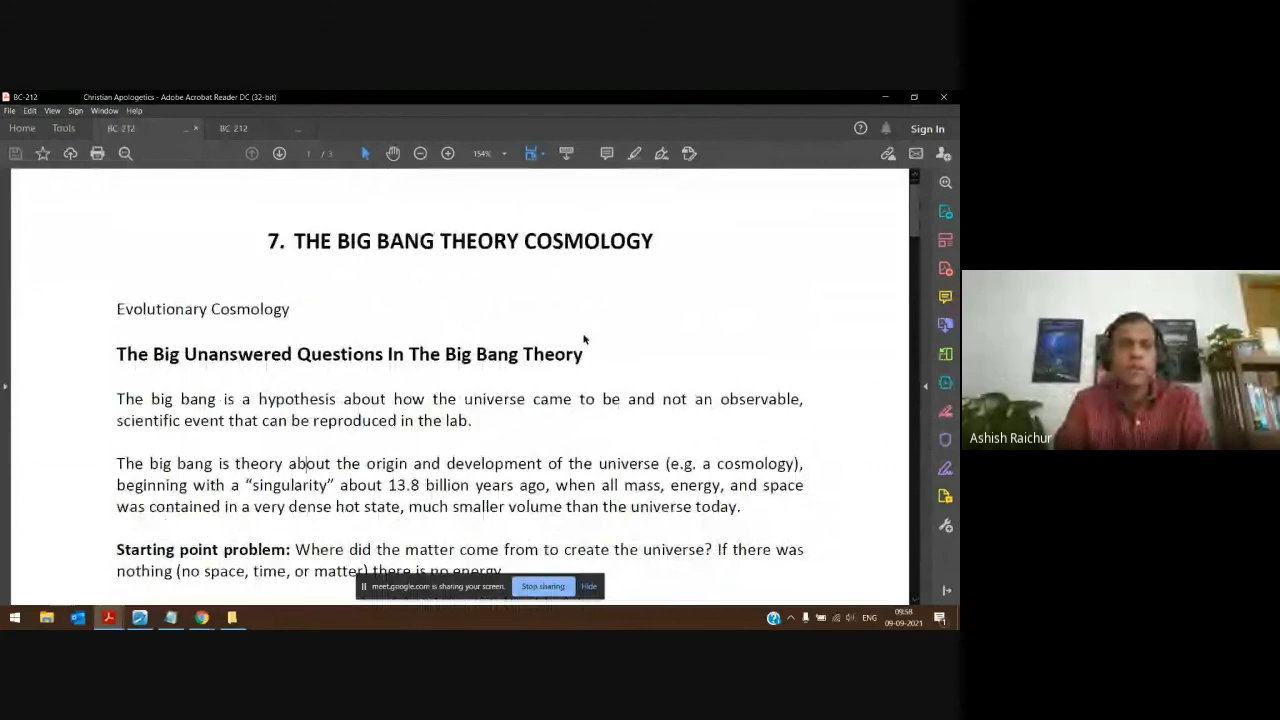 BC-212 Christian Apologetics - Adobe Acrobat Reader DC (32-bit)
File Edit View Sign Window Help
Home Tools BC-212 ... × BC 212 ... Sign In
1 / 3 154%
7. THE BIG BANG THEORY COSMOLOGY
Evolutionary Cosmology
The Big Unanswered Questions In The Big Bang Theory
The big bang is a hypothesis about how the universe came to be and not an observable,
scientific event that can be reproduced in the lab.
The big bang is theory about the origin and development of the universe (e.g. a cosmology),
beginning with a “singularity” about 13.8 billion years ago, when all mass, energy, and space
was contained in a very dense hot state, much smaller volume than the universe today.
Starting point problem: Where did the matter come from to create the universe? If there was
nothing (no space, time, or matter) there is no energy
meet.google.com is sharing your screen. Stop sharing Hide
Ashish Raichur
ENG
09:58
09-09-2021